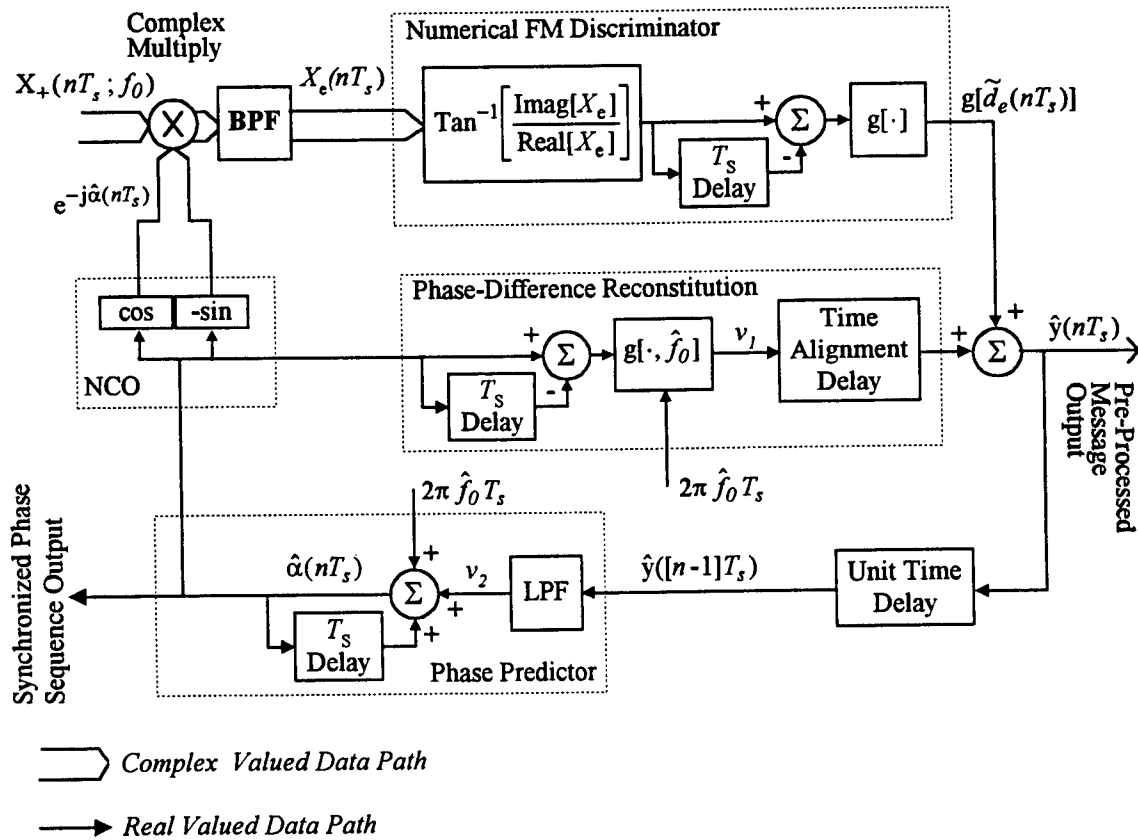 Complex
Multiply
Numerical FM Discriminator
X₊(nTₛ; f₀)
Xₑ(nTₛ)
X
BPF
Tan⁻¹[Imag[Xₑ] / Real[Xₑ]]
+
Σ
-
g[·]
g[d̃ₑ(nTₛ)]
T_S
Delay
e^{-jα̂(nTₛ)}
cos
-sin
NCO
Phase-Difference Reconstitution
+
Σ
-
g[·, f̂₀]
v₁
Time
Alignment
Delay
+
+
Σ
ŷ(nTₛ)
T_S
Delay
2π f̂₀ Tₛ
Pre-Processed
Message
Output
2π f̂₀ Tₛ
α̂(nTₛ)
+
Σ
+
+
v₂
LPF
ŷ([n-1]Tₛ)
Unit Time
Delay
T_S
Delay
Phase Predictor
Synchronized Phase
Sequence Output
Complex Valued Data Path
Real Valued Data Path